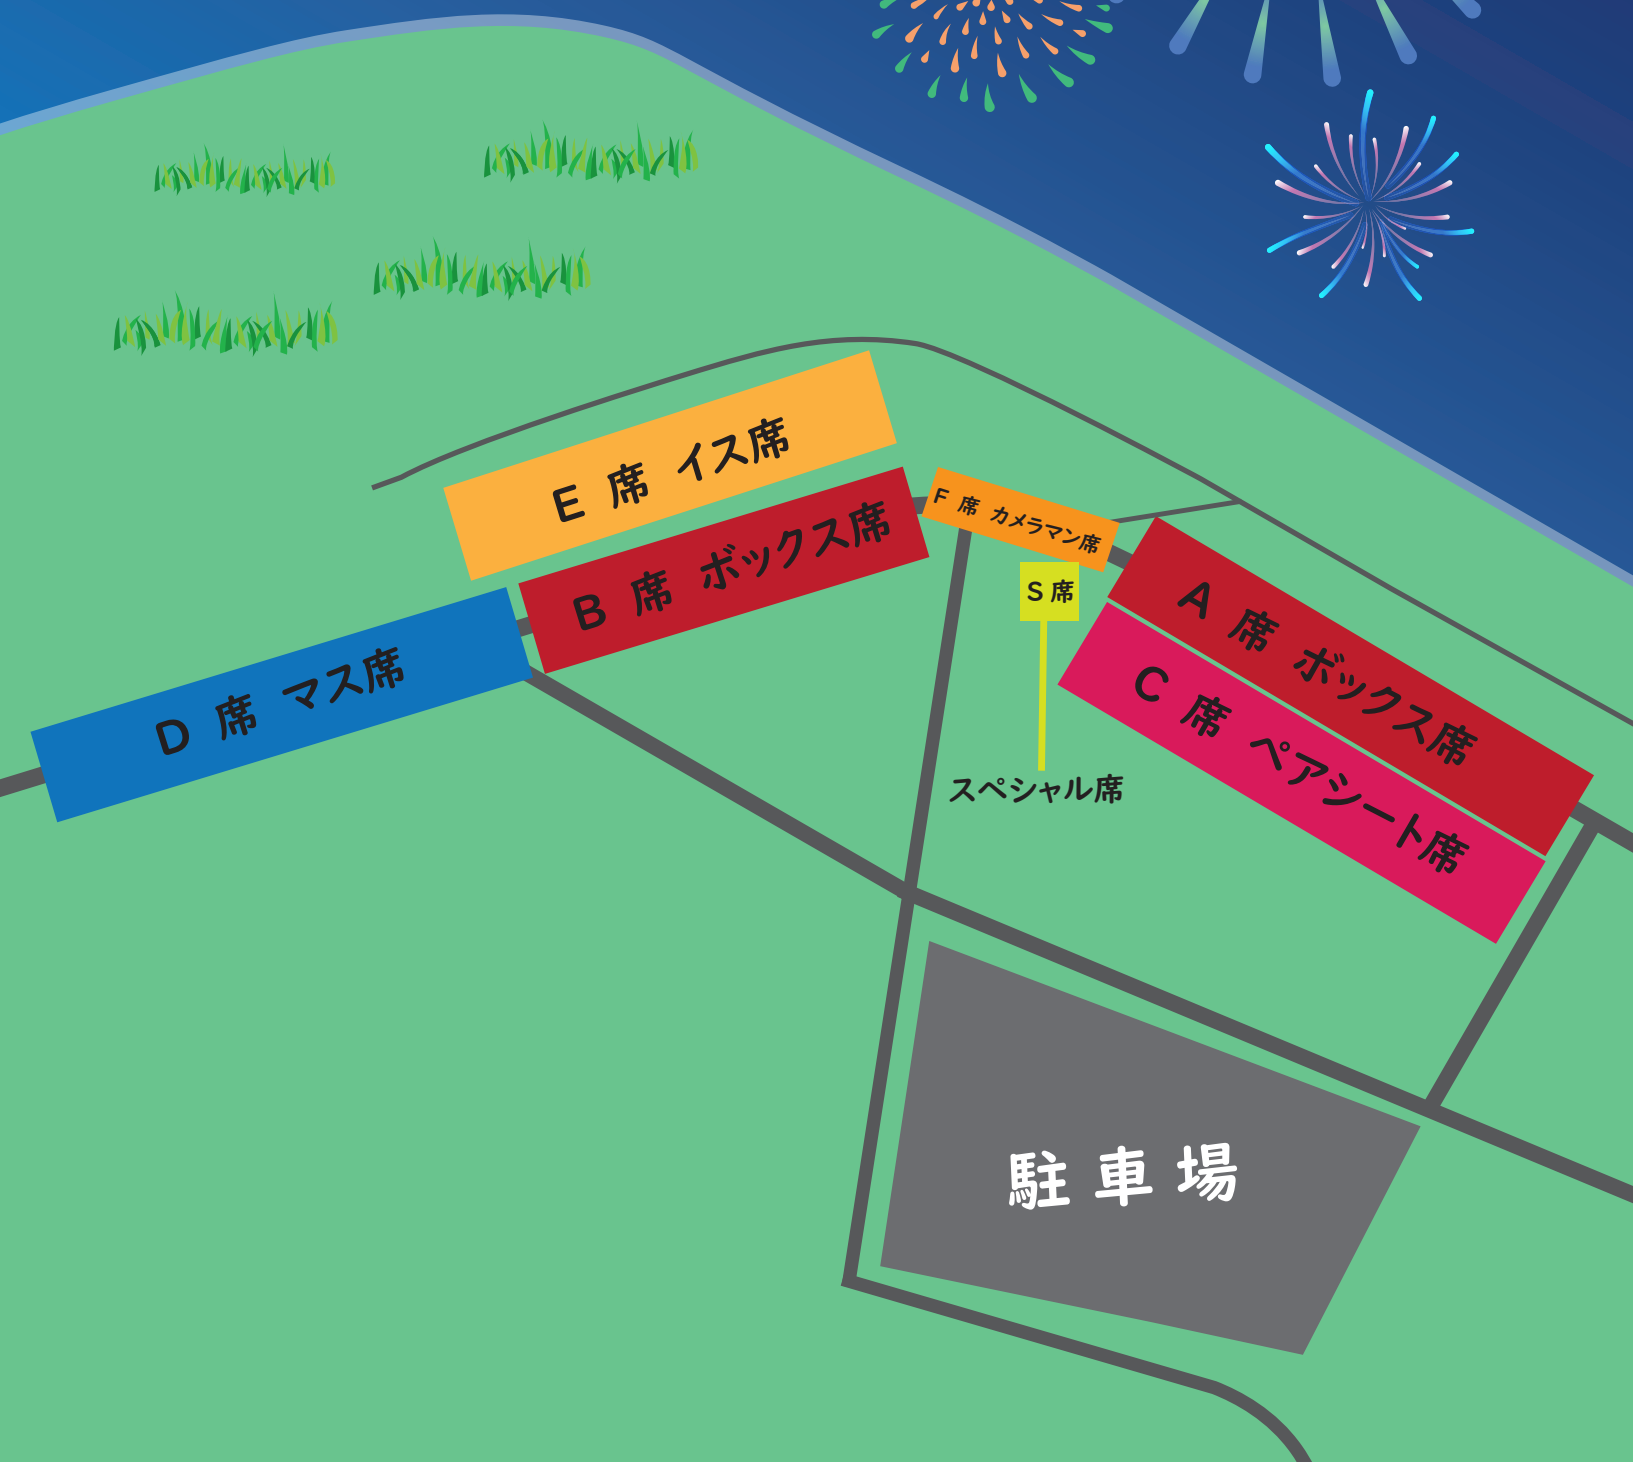 E 席 イス席
B 席 ボックス席
F 席 カメラマン席
S 席
スペシャル席
A 席 ボックス席
C 席 ペアシート席
D 席 マス席
駐車場